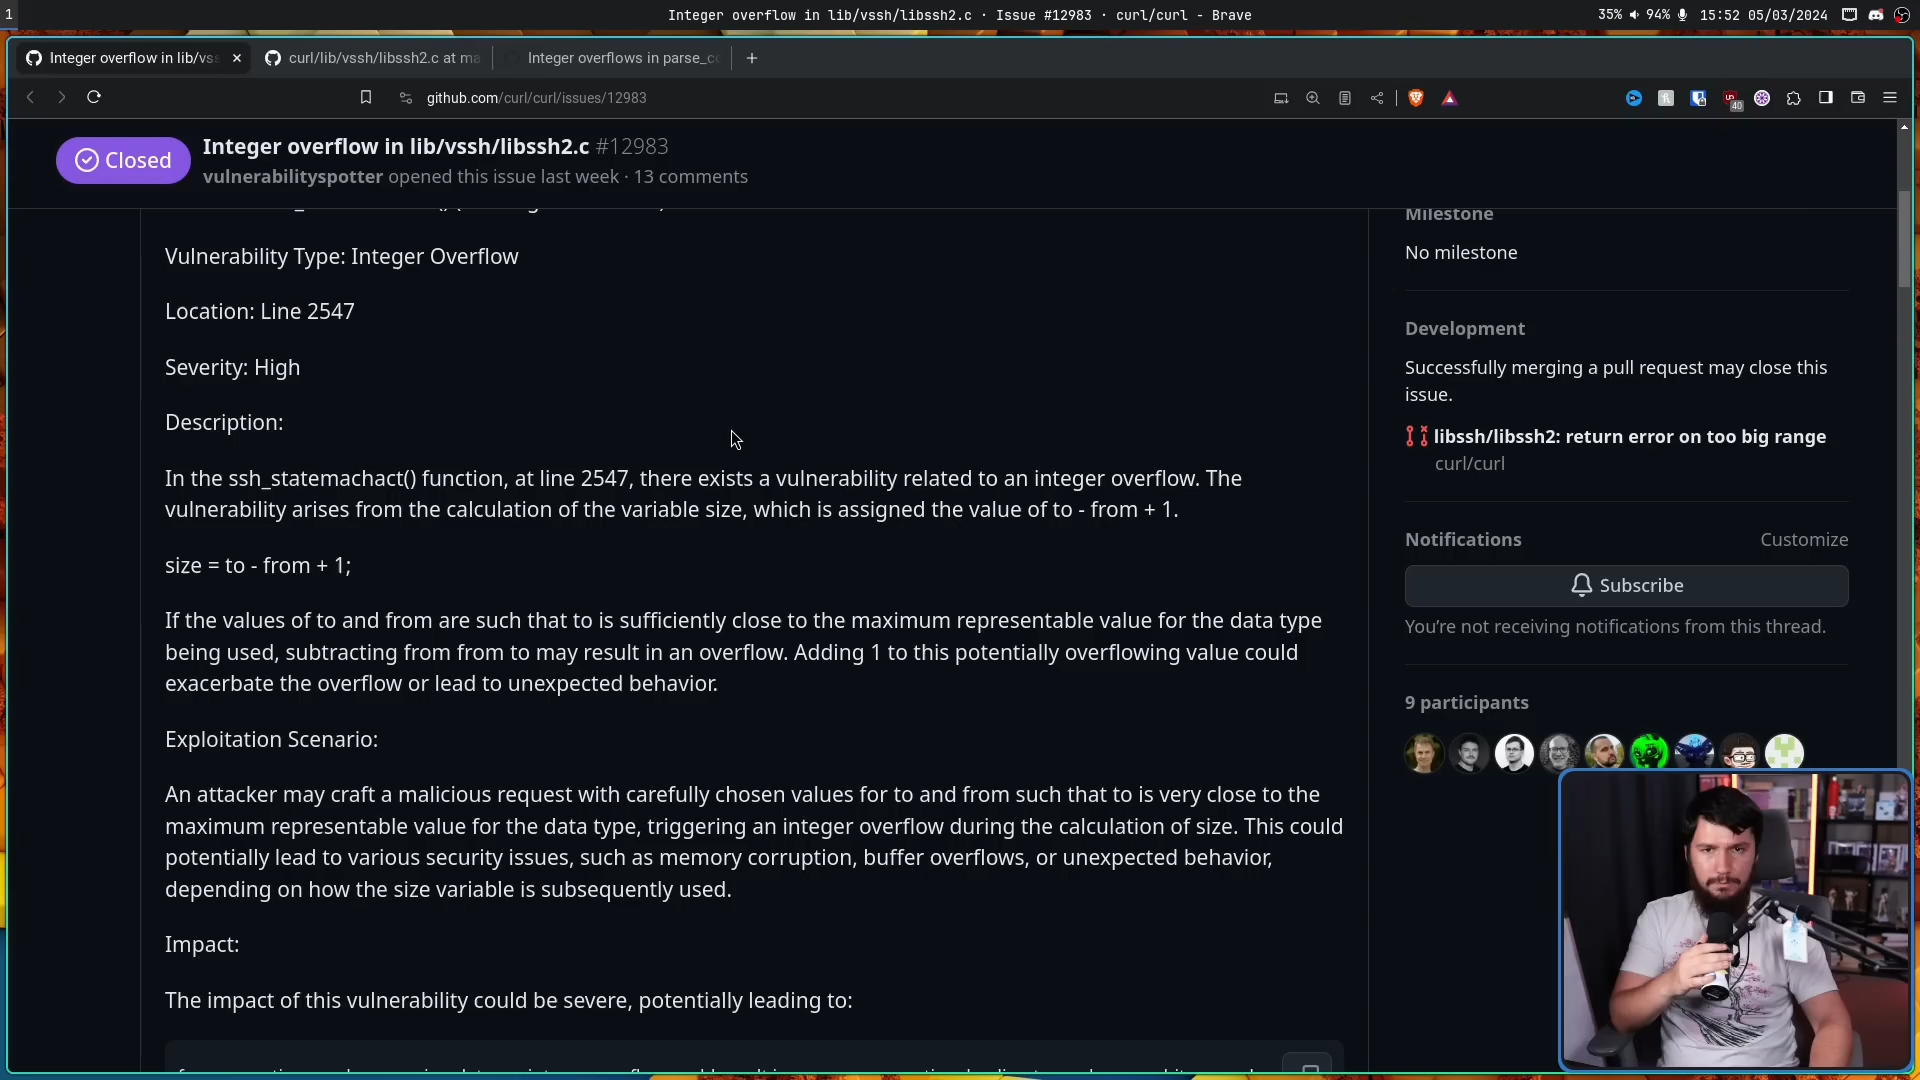 1
Integer overflow in lib/vssh/libssh2.c · Issue #12983 · curl/curl - Brave
35% 94% 15:52 05/03/2024
Integer overflow in lib/vss
curl/lib/vssh/libssh2.c at ma
Integer overflows in parse_cc
github.com/curl/curl/issues/12983
40
Closed
Integer overflow in lib/vssh/libssh2.c #12983
vulnerabilityspotter opened this issue last week · 13 comments
Vulnerability Type: Integer Overflow
Location: Line 2547
Severity: High
Description:
In the ssh_statemachact() function, at line 2547, there exists a vulnerability related to an integer overflow. The
vulnerability arises from the calculation of the variable size, which is assigned the value of to - from + 1.
size = to - from + 1;
If the values of to and from are such that to is sufficiently close to the maximum representable value for the data type
being used, subtracting from from to may result in an overflow. Adding 1 to this potentially overflowing value could
exacerbate the overflow or lead to unexpected behavior.
Exploitation Scenario:
An attacker may craft a malicious request with carefully chosen values for to and from such that to is very close to the
maximum representable value for the data type, triggering an integer overflow during the calculation of size. This could
potentially lead to various security issues, such as memory corruption, buffer overflows, or unexpected behavior,
depending on how the size variable is subsequently used.
Impact:
The impact of this vulnerability could be severe, potentially leading to:
Milestone
No milestone
Development
Successfully merging a pull request may close this
issue.
libssh/libssh2: return error on too big range
curl/curl
Notifications
Customize
Subscribe
You're not receiving notifications from this thread.
9 participants